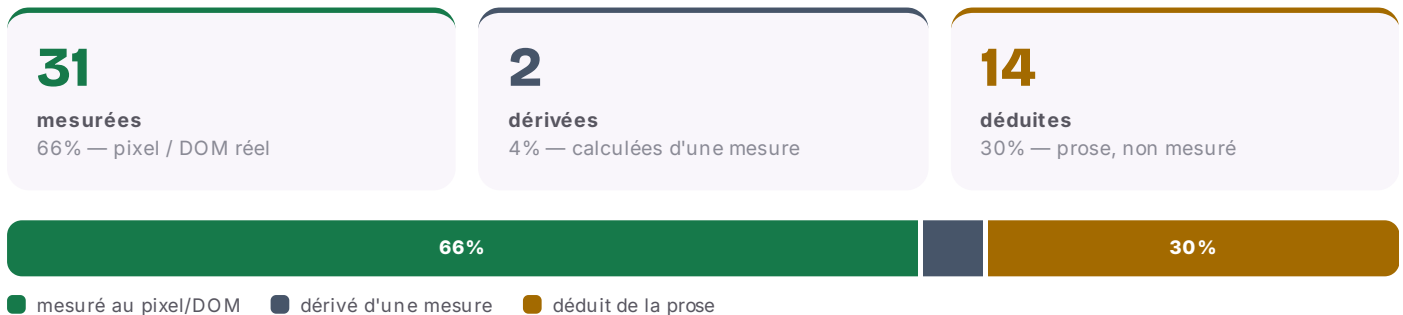 31
mesurées
66% — pixel / DOM réel
2
dérivées
4% — calculées d'une mesure
14
déduites
30% — prose, non mesuré
66%
30%
mesuré au pixel/DOM
dérivé d'une mesure
déduit de la prose